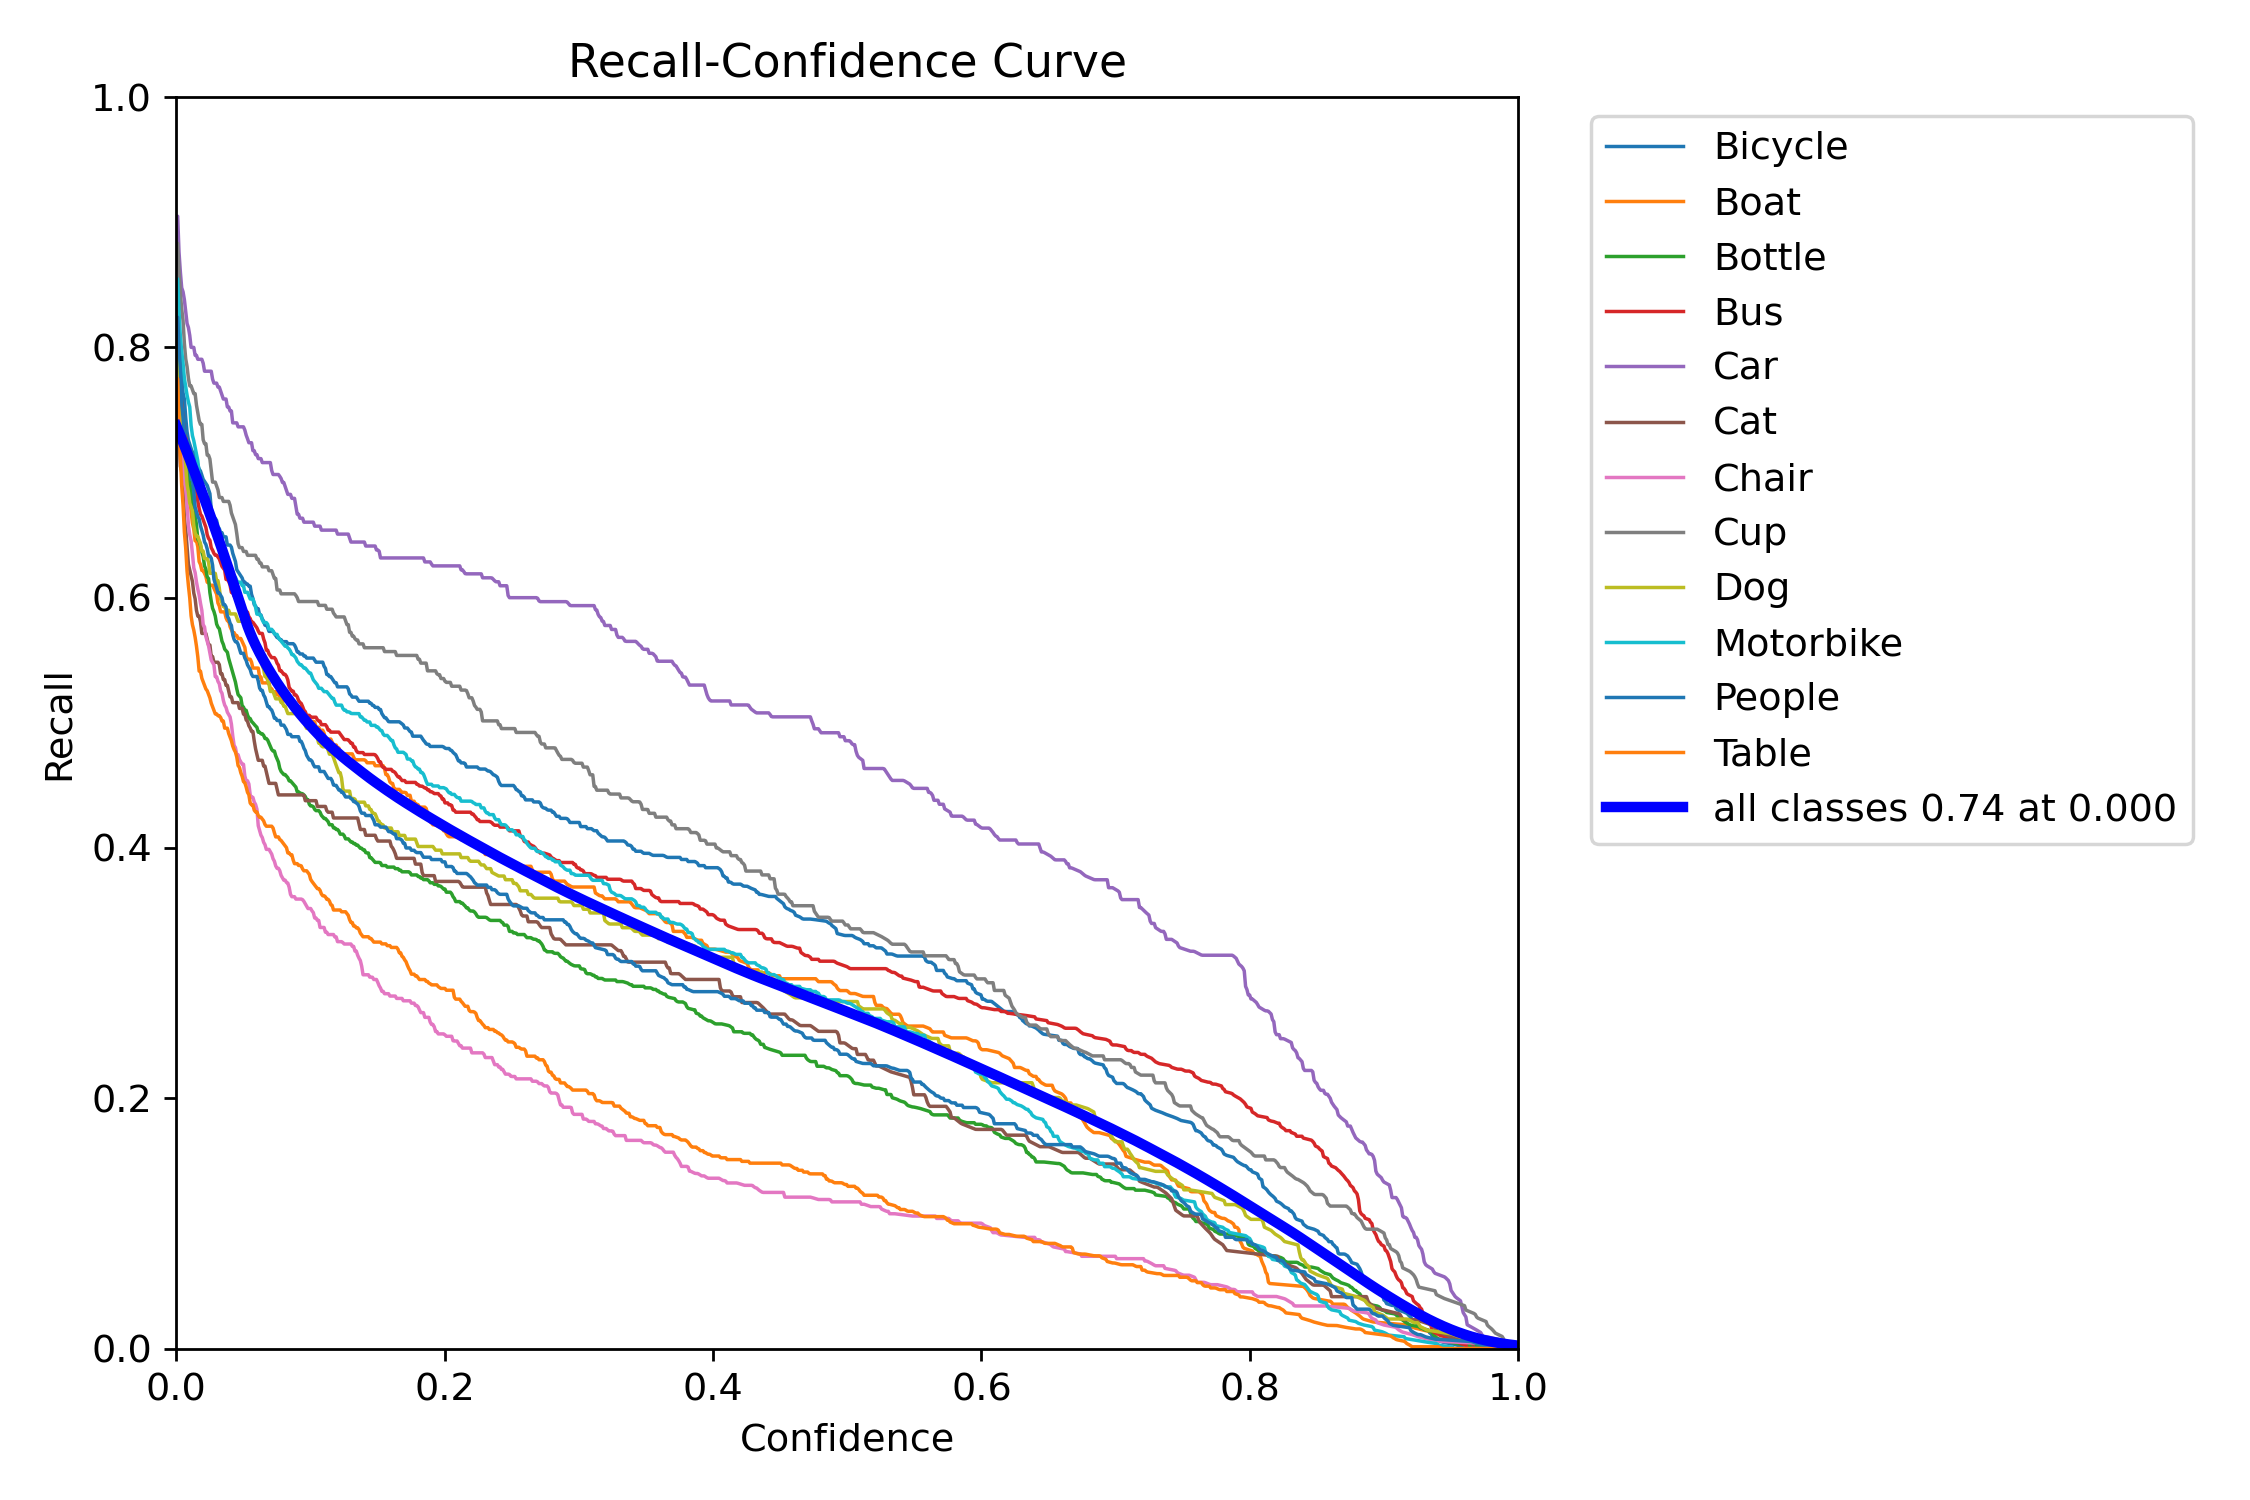 Recall-Confidence Curve
1.0
0.8
0.6
0.4
0.2
0.0
Recall
0.0 0.2 0.4 0.6 0.8 1.0
Confidence
Bicycle
Boat
Bottle
Bus
Car
Cat
Chair
Cup
Dog
Motorbike
People
Table
all classes 0.74 at 0.000